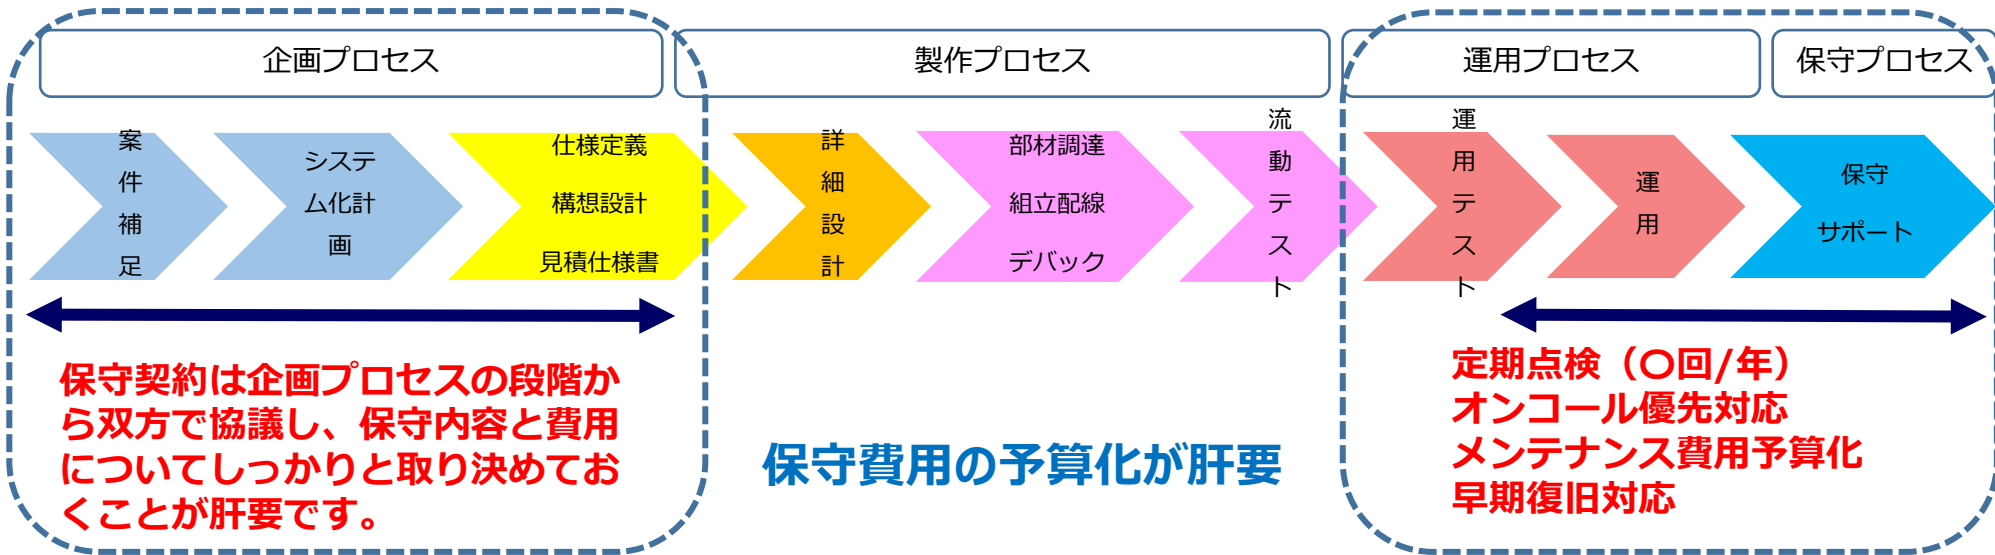 企画プロセス
製作プロセス
運用プロセス
保守プロセス
案件補足
システ
ム化計
画
仕様定義
構想設計
見積仕様書
詳細設計
部材調達
組立配線
デバック
流動テスト
運用テスト
運用
保守
サポート
保守契約は企画プロセスの段階か
ら双方で協議し、保守内容と費用
についてしっかりと取り決めてお
くことが肝要です。
保守費用の予算化が肝要
定期点検（〇回/年）
オンコール優先対応
メンテナンス費用予算化
早期復旧対応